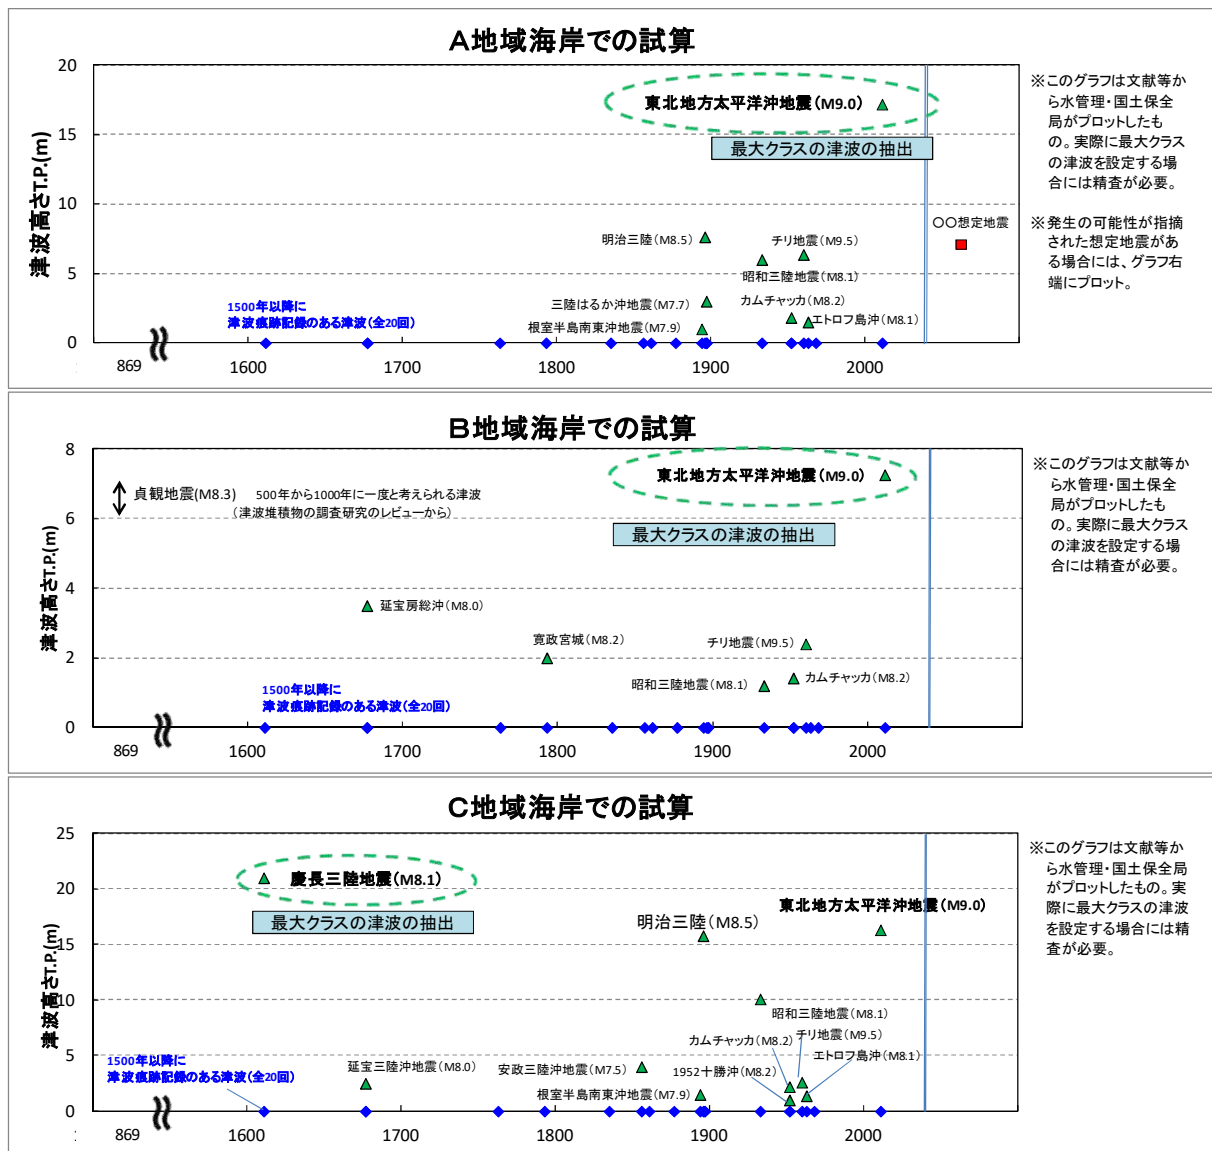 A地域海岸での試算
津波高さT.P.(m)
20
15
10
5
0
869
1600
1700
1800
1900
2000
東北地方太平洋沖地震(M9.0)
最大クラスの津波の抽出
〇〇想定地震
明治三陸(M8.5)
チリ地震(M9.5)
昭和三陸地震(M8.1)
三陸はるか沖地震(M7.7)
カムチャッカ(M8.2)
根室半島南東沖地震(M7.9)
エトロフ島沖(M8.1)
1500年以降に
津波痕跡記録のある津波(全20回)
※このグラフは文献等か
ら水管理・国土保全
局がプロットしたも
の。実際に最大クラス
の津波を設定する場
合には精査が必要。
※発生の可能性が指摘
された想定地震があ
る場合には、グラフ右
端にプロット。
B地域海岸での試算
津波高さT.P.(m)
8
6
4
2
0
869
1600
1700
1800
1900
2000
東北地方太平洋沖地震(M9.0)
貞観地震(M8.3)
500年から1000年に一度と考えられる津波
(津波堆積物の調査研究のレビューから)
最大クラスの津波の抽出
延宝房総沖(M8.0)
寛政宮城(M8.2)
チリ地震(M9.5)
昭和三陸地震(M8.1)
カムチャッカ(M8.2)
1500年以降に
津波痕跡記録のある津波(全20回)
※このグラフは文献等か
ら水管理・国土保全
局がプロットしたも
の。実際に最大クラス
の津波を設定する場
合には精査が必要。
C地域海岸での試算
津波高さT.P.(m)
25
20
15
10
5
0
869
1600
1700
1800
1900
2000
慶長三陸地震(M8.1)
最大クラスの津波の抽出
明治三陸(M8.5)
東北地方太平洋沖地震(M9.0)
昭和三陸地震(M8.1)
カムチャッカ(M8.2)
チリ地震(M9.5)
エトロフ島沖(M8.1)
1952十勝沖(M8.2)
延宝三陸沖地震(M8.0)
安政三陸沖地震(M7.5)
根室半島南東沖地震(M7.9)
1500年以降に
津波痕跡記録のある津波(全20回)
※このグラフは文献等か
ら水管理・国土保全局
がプロットしたもの。実
際に最大クラスの津波
を設定する場合には精
査が必要。